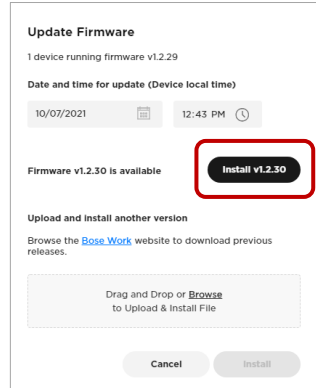 Update Firmware
1 device running firmware v1.2.29
Date and time for update (Device local time)
10/07/2021 12:43 PM
Firmware v1.2.30 is available Install v1.2.30
Upload and install another version
Browse the Bose Work website to download previous
releases.
Drag and Drop or Browse
to Upload & Install File
Cancel Install